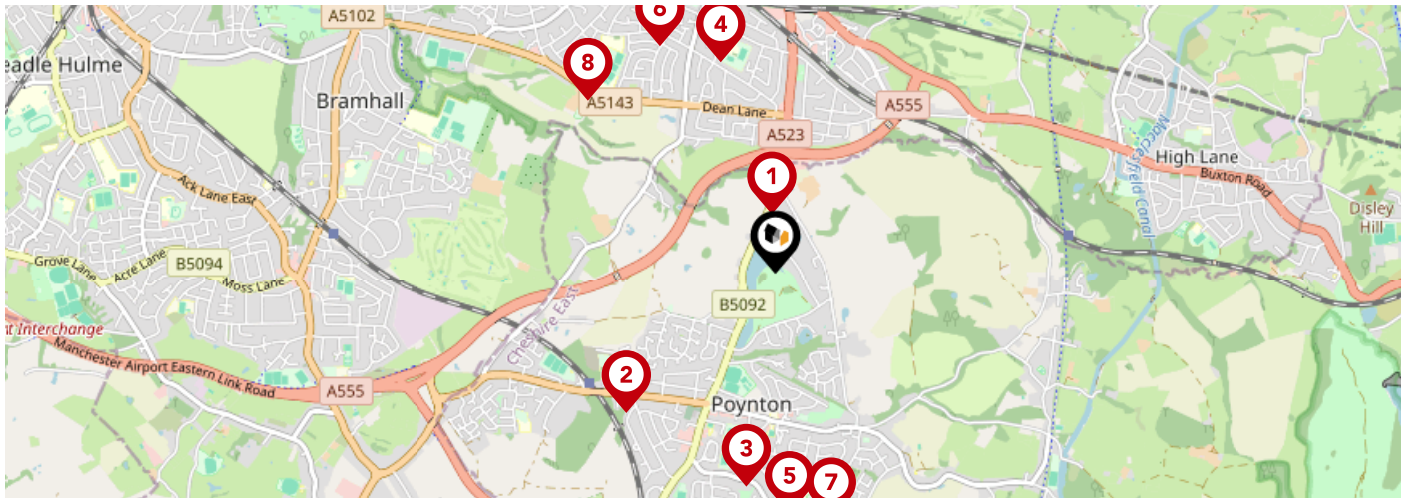 A5102
6
4
eadle Hulme
8
Bramhall
A5143
Dean Lane
A555
A523
Macclesfield Canal
High Lane
Buxton Road
1
Ack Lane East
Disley
Hill
Grove Lane
Acre Lane
B5094
Moss Lane
B5092
Cheshire East
nt Interchange
Manchester Airport Eastern Link Road
A555
2
Poynton
3
5
7